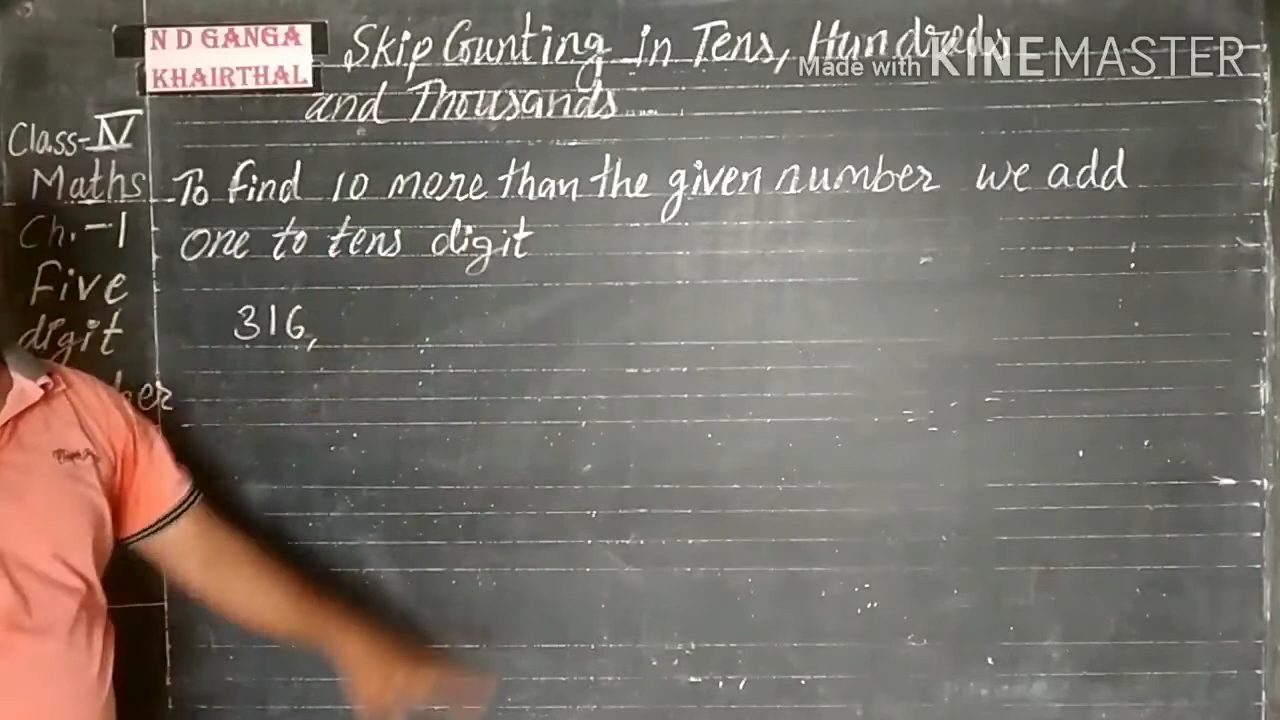 N D GANGA
KHAIRTHAL
Skip Counting in Tens, Hundreds
and Thousands
Made with KINEMASTER
Class-IV
Maths
Ch.-1
Five
digit
To find 10 more than the given number we add
one to tens digit
316,